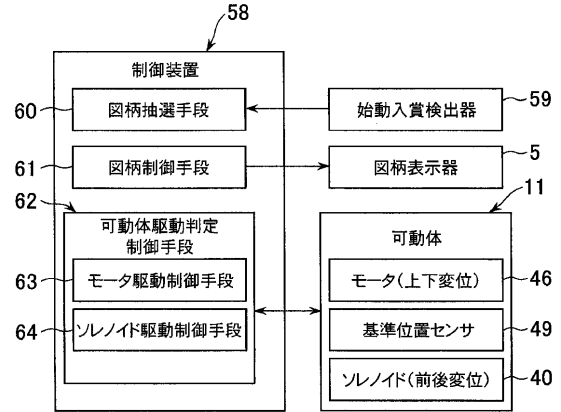 58
制御装置
60
図柄抽選手段
始動入賞検出器
59
61
図柄制御手段
図柄表示器
5
62
可動体駆動判定
制御手段
11
可動体
63
モータ駆動制御手段
モータ(上下変位)
46
64
ソレノイド駆動制御手段
基準位置センサ
49
ソレノイド(前後変位)
40